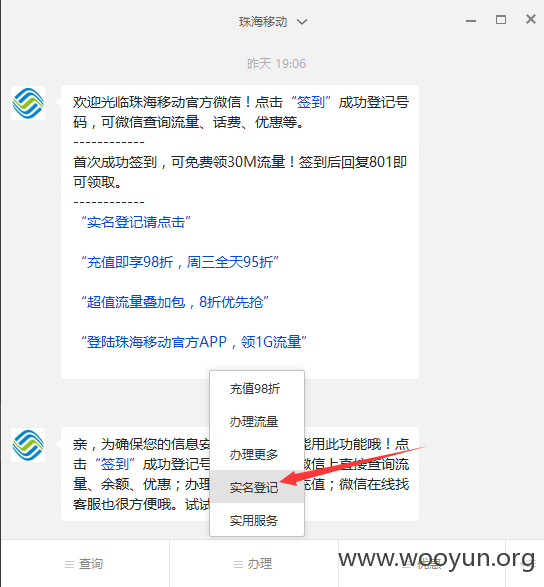 珠海移动
昨天 19:06
欢迎光临珠海移动官方微信！点击“签到”成功登记号
码，可微信查询流量、话费、优惠等。
------------
首次成功签到，可免费领30M流量！签到后回复801即
可领取。
------------
“实名登记请点击”
“充值即享98折，周三全天95折”
“超值流量叠加包，8折优先抢”
“登陆珠海移动官方APP，领1G流量”
充值98折
办理流量
办理更多
实名登记
实用服务
亲，为确保您的信息安 能用此功能哦！点
击“签到”成功登记号 微信上直接查询流
量、余额、优惠；办理 充值；微信在线找
客服也很方便哦。试试
查询
办理
优惠
www.wooyun.org